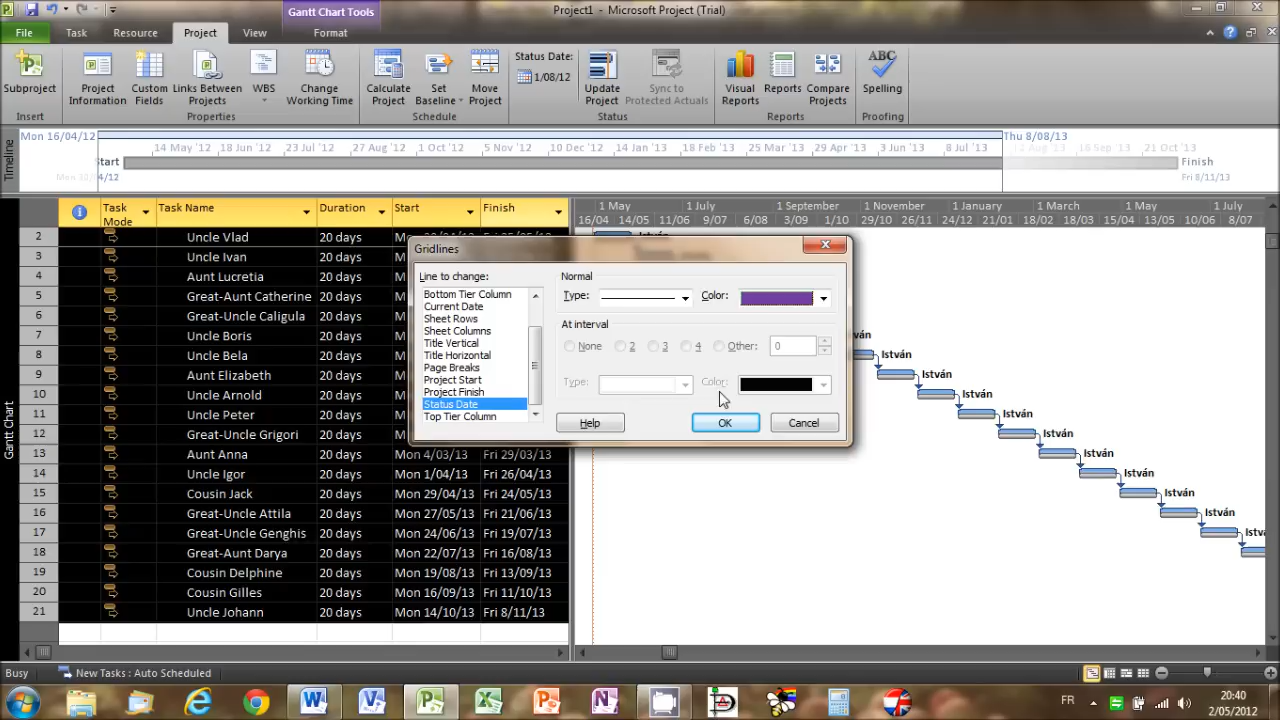 Gantt Chart Tools
Project1 - Microsoft Project (Trial)
File
Task
Resource
Project
View
Format
Subproject
Project Information
Custom Fields
Links Between Projects
WBS
Change Working Time
Calculate Project
Set Baseline
Move Project
Status Date:
1/08/12
Update Project
Sync to Protected Actuals
Visual Reports
Reports
Compare Projects
ABC
Spelling
Insert
Properties
Schedule
Status
Reports
Proofing
Timeline
Mon 16/04/12
Thu 8/08/13
14 May '12
18 Jun '12
23 Jul '12
Aug '12
1 Oct '12
5 Nov '12
10 Dec '12
14 Jan '13
18 Feb '13
25 Mar '13
29 Apr '13
3 Jun '13
8 Jul '13
12 Aug '13
16 Sep '13
21 Oct '13
Start
Finish
Fri 8/11/13
Gantt Chart
Task Mode
Task Name
Duration
Start
Finish
1 May
1 July
1 September
1 November
1 January
1 March
1 May
1 July
16/04
14/05
11/06
9/07
6/08
3/09
1/10
29/10
26/11
24/12
21/01
18/02
18/03
15/04
13/05
10/06
8/07
2 Uncle Vlad 20 days
3 Uncle Ivan 20 days
4 Aunt Lucretia 20 days
5 Great-Aunt Catherine 20 days
6 Great-Uncle Caligula 20 days
7 Uncle Boris 20 days
8 Uncle Bela 20 days
9 Aunt Elizabeth 20 days
10 Uncle Arnold 20 days
11 Uncle Peter 20 days
12 Great-Uncle Grigori 20 days
13 Aunt Anna 20 days Mon 4/03/13 Fri 29/03/13
14 Uncle Igor 20 days Mon 1/04/13 Fri 26/04/13
15 Cousin Jack 20 days Mon 29/04/13 Fri 24/05/13
16 Great-Uncle Attila 20 days Mon 27/05/13 Fri 21/06/13
17 Great-Uncle Genghis 20 days Mon 24/06/13 Fri 19/07/13
18 Great-Aunt Darya 20 days Mon 22/07/13 Fri 16/08/13
19 Cousin Delphine 20 days Mon 19/08/13 Fri 13/09/13
20 Cousin Gilles 20 days Mon 16/09/13 Fri 11/10/13
21 Uncle Johann 20 days Mon 14/10/13 Fri 8/11/13
István
István
István
István
István
István
István
István
István
István
Gridlines
Line to change:
Bottom Tier Column
Current Date
Sheet Rows
Sheet Columns
Title Vertical
Title Horizontal
Page Breaks
Project Start
Project Finish
Status Date
Top Tier Column
Normal
Type:
Color:
At interval
None
2
3
4
Other:
0
Type:
Color:
Help
OK
Cancel
Busy
New Tasks : Auto Scheduled
FR
20:40
2/05/2012